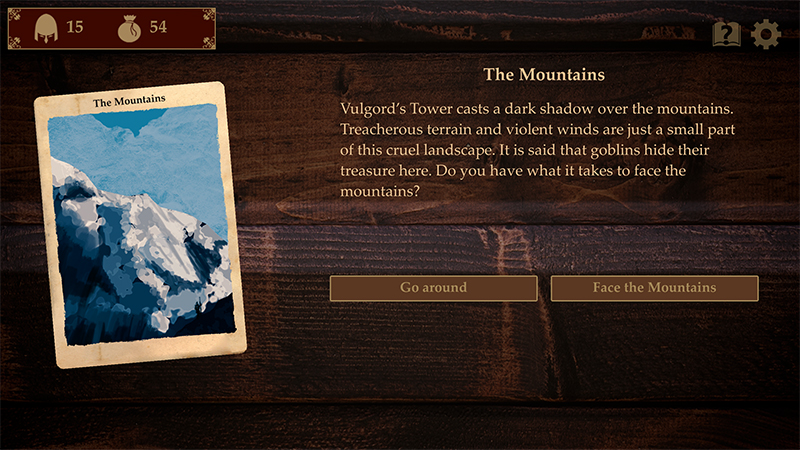 15
54
?
The Mountains
The Mountains
Vulgord's Tower casts a dark shadow over the mountains.
Treacherous terrain and violent winds are just a small part
of this cruel landscape. It is said that goblins hide their
treasure here. Do you have what it takes to face the
mountains?
Go around
Face the Mountains